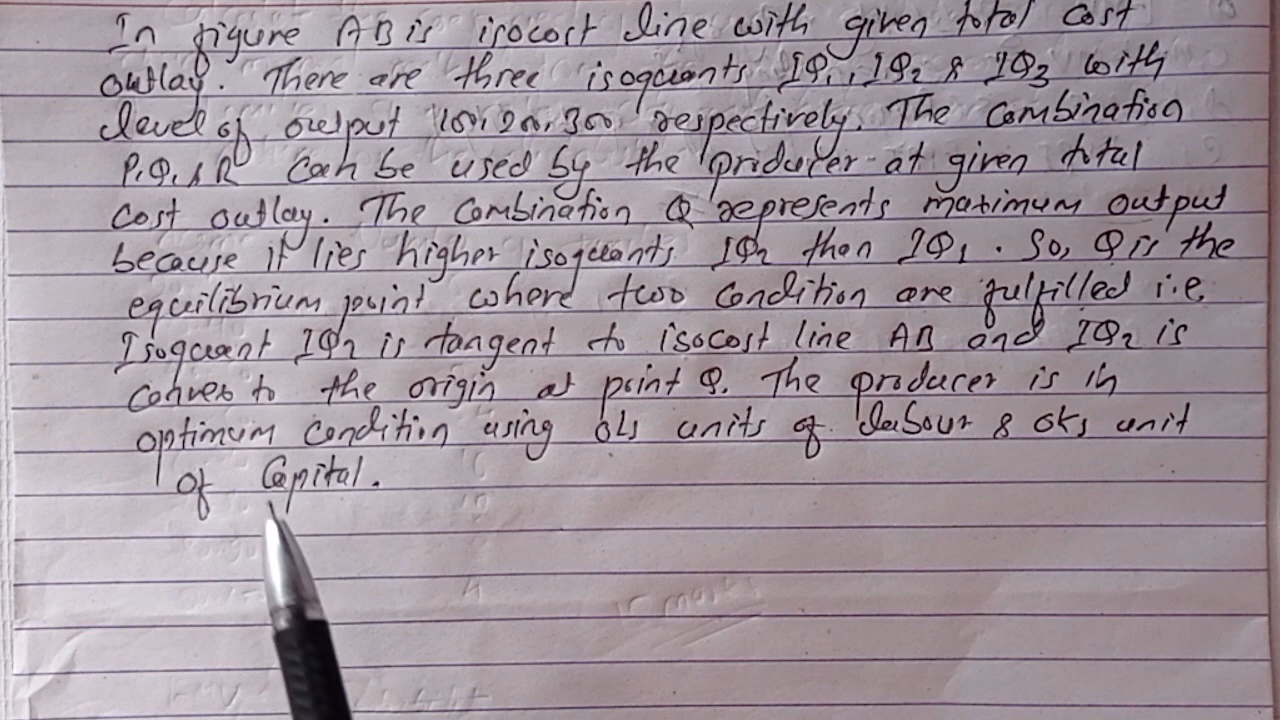 In figure AB is isocost line with given total cost
outlay. There are three isoquants IQ1, IQ2 & IQ3 with
level of output 100, 200, 300 respectively. The Combination
P, Q, & R can be used by the producer at given total
cost outlay. The Combination Q represents maximum output
because it lies higher isoquants IQ2 than IQ1. So, Q is the
equilibrium point where two condition are fulfilled i.e.
Isoquant IQ2 is tangent to isocost line AB and IQ2 is
convex to the origin at point Q. The producer is in
optimum condition using OL1 units of labour & OK1 unit
of Capital.